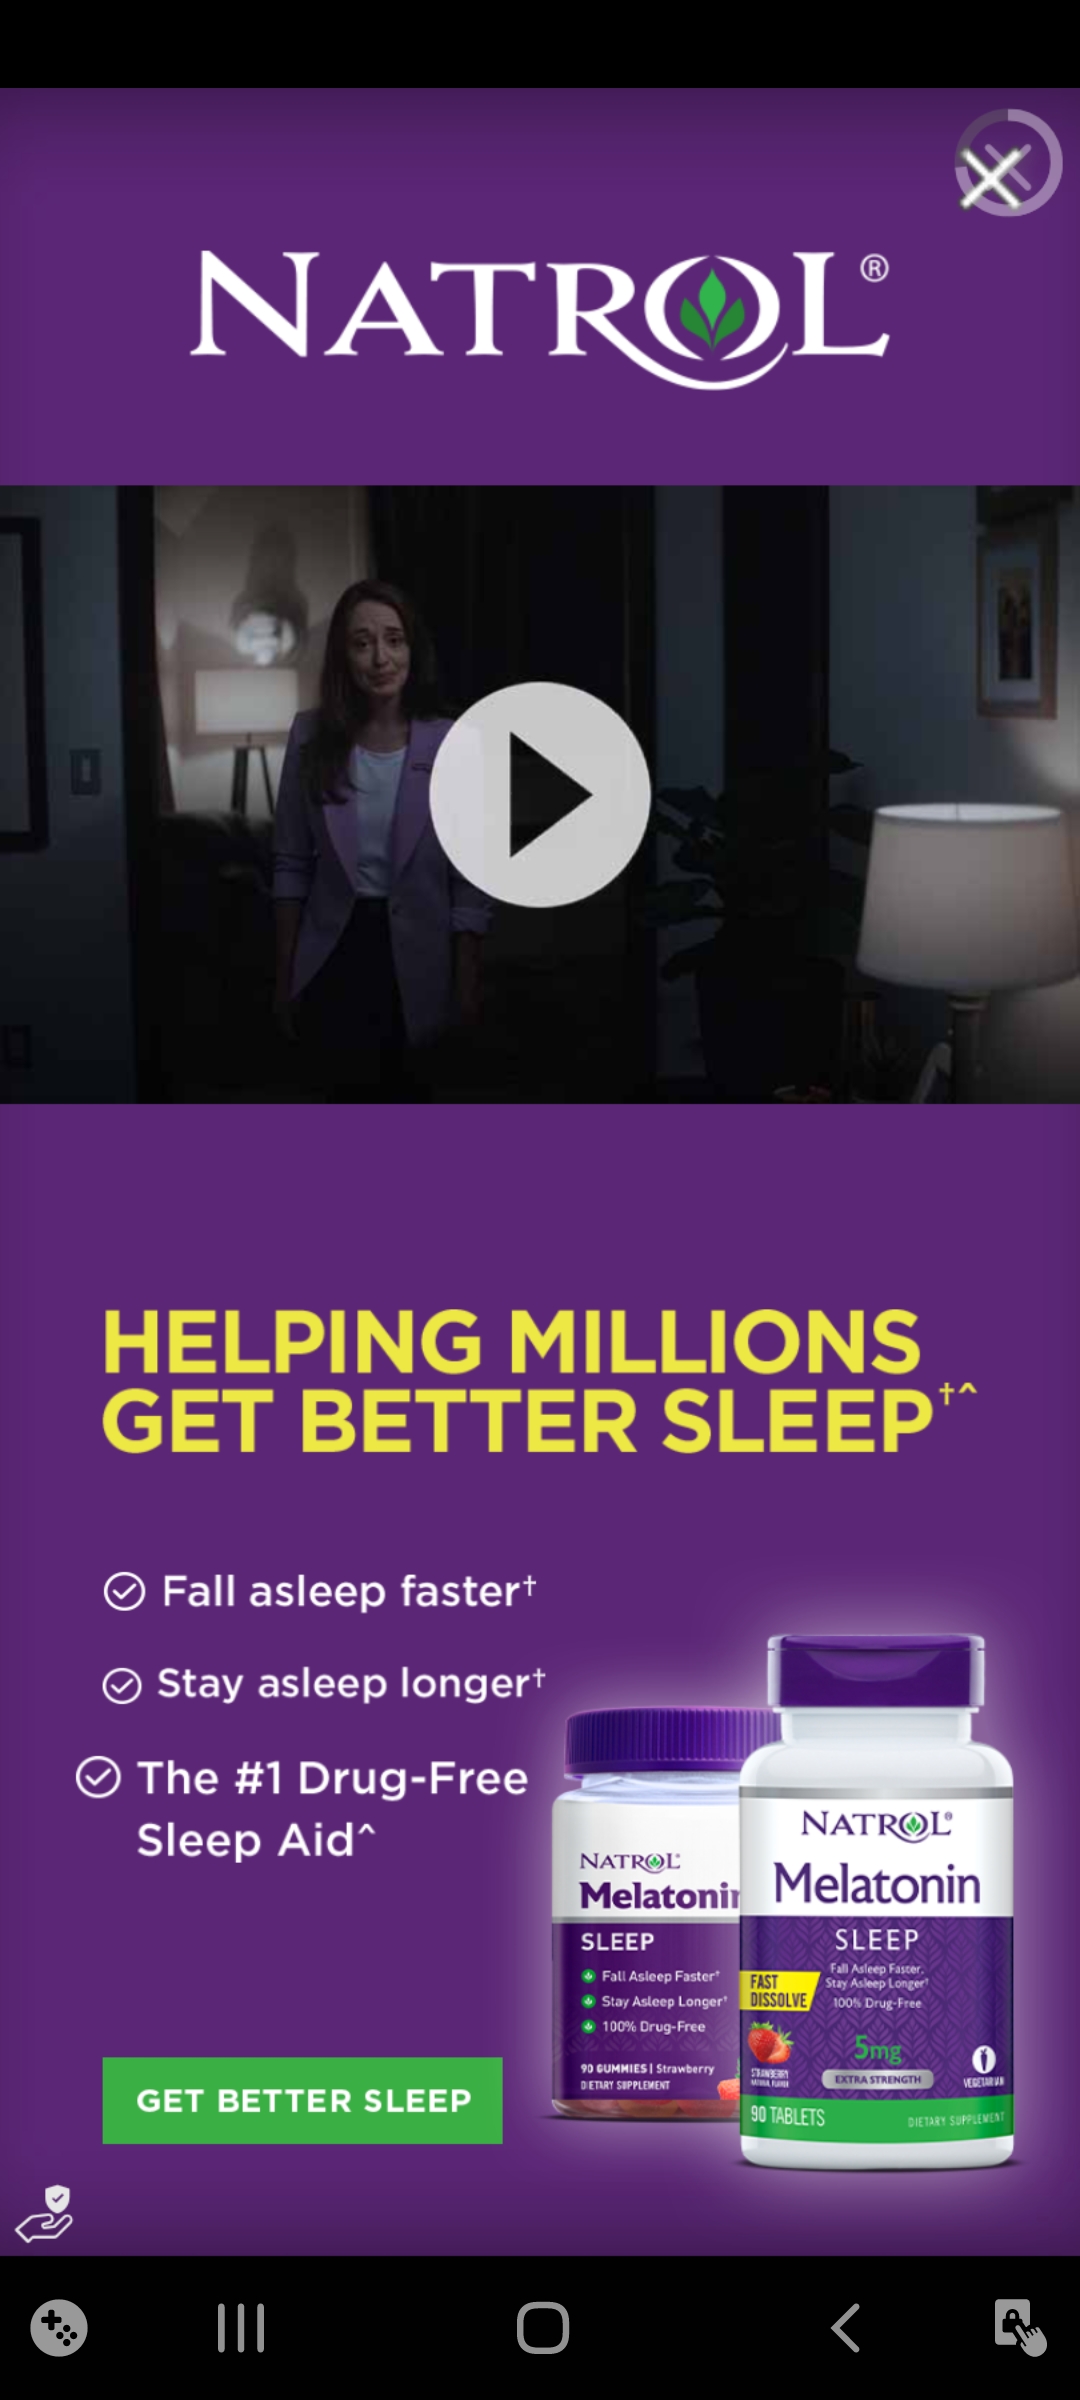 NATROL®
HELPING MILLIONS
GET BETTER SLEEP†^
Fall asleep faster†
Stay asleep longer†
The #1 Drug-Free
Sleep Aid^
NATROL®
Melatonin
SLEEP
Fall Asleep Faster†
Stay Asleep Longer†
100% Drug-Free
90 GUMMIES | Strawberry
DIETARY SUPPLEMENT
NATROL®
Melatonin
SLEEP
Fall Asleep Faster,
Stay Asleep Longer†
100% Drug-Free
FAST
DISSOLVE
5mg
EXTRA STRENGTH
STRAWBERRY
NATURAL FLAVOR
VEGETARIAN
90 TABLETS
DIETARY SUPPLEMENT
GET BETTER SLEEP